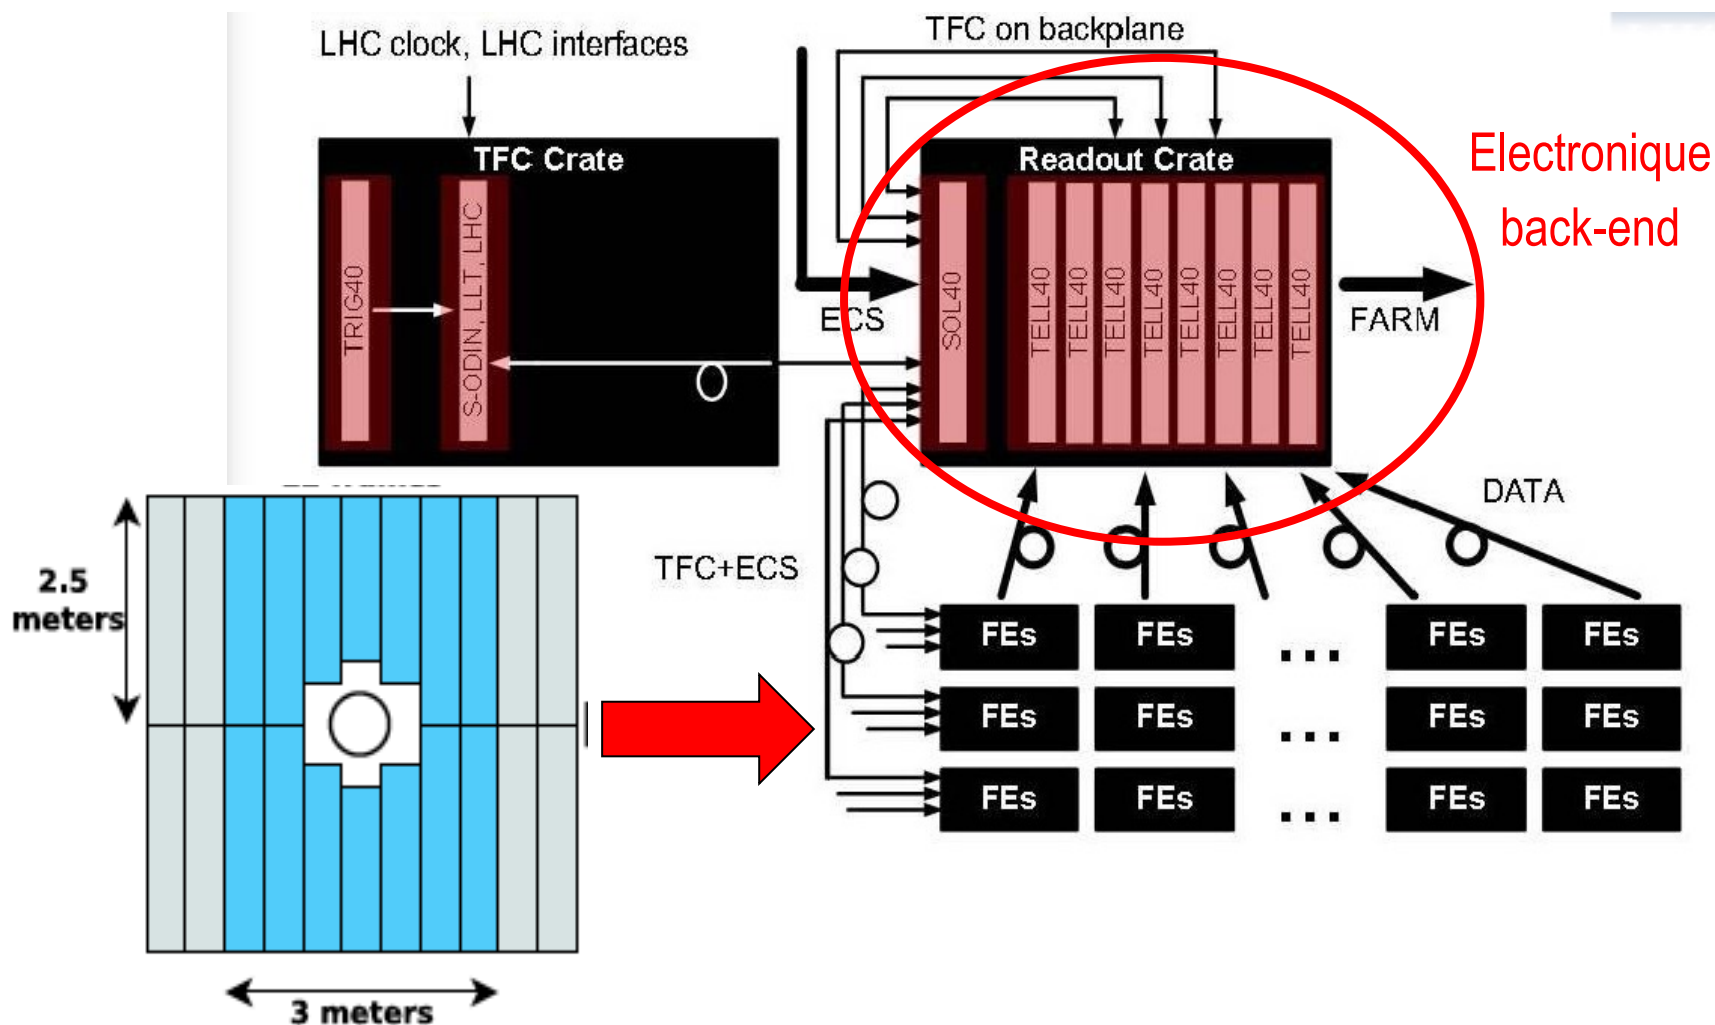 LHC clock, LHC interfaces
TFC on backplane
TFC Crate
Readout Crate
Electronique
back-end
TRIG40
S-ODIN, LLT, LHC
SOL40
TELL40
TELL40
TELL40
TELL40
TELL40
TELL40
TELL40
TELL40
ECS
FARM
DATA
TFC+ECS
2.5
meters
3 meters
FEs FEs ... FEs FEs
FEs FEs ... FEs FEs
FEs FEs ... FEs FEs